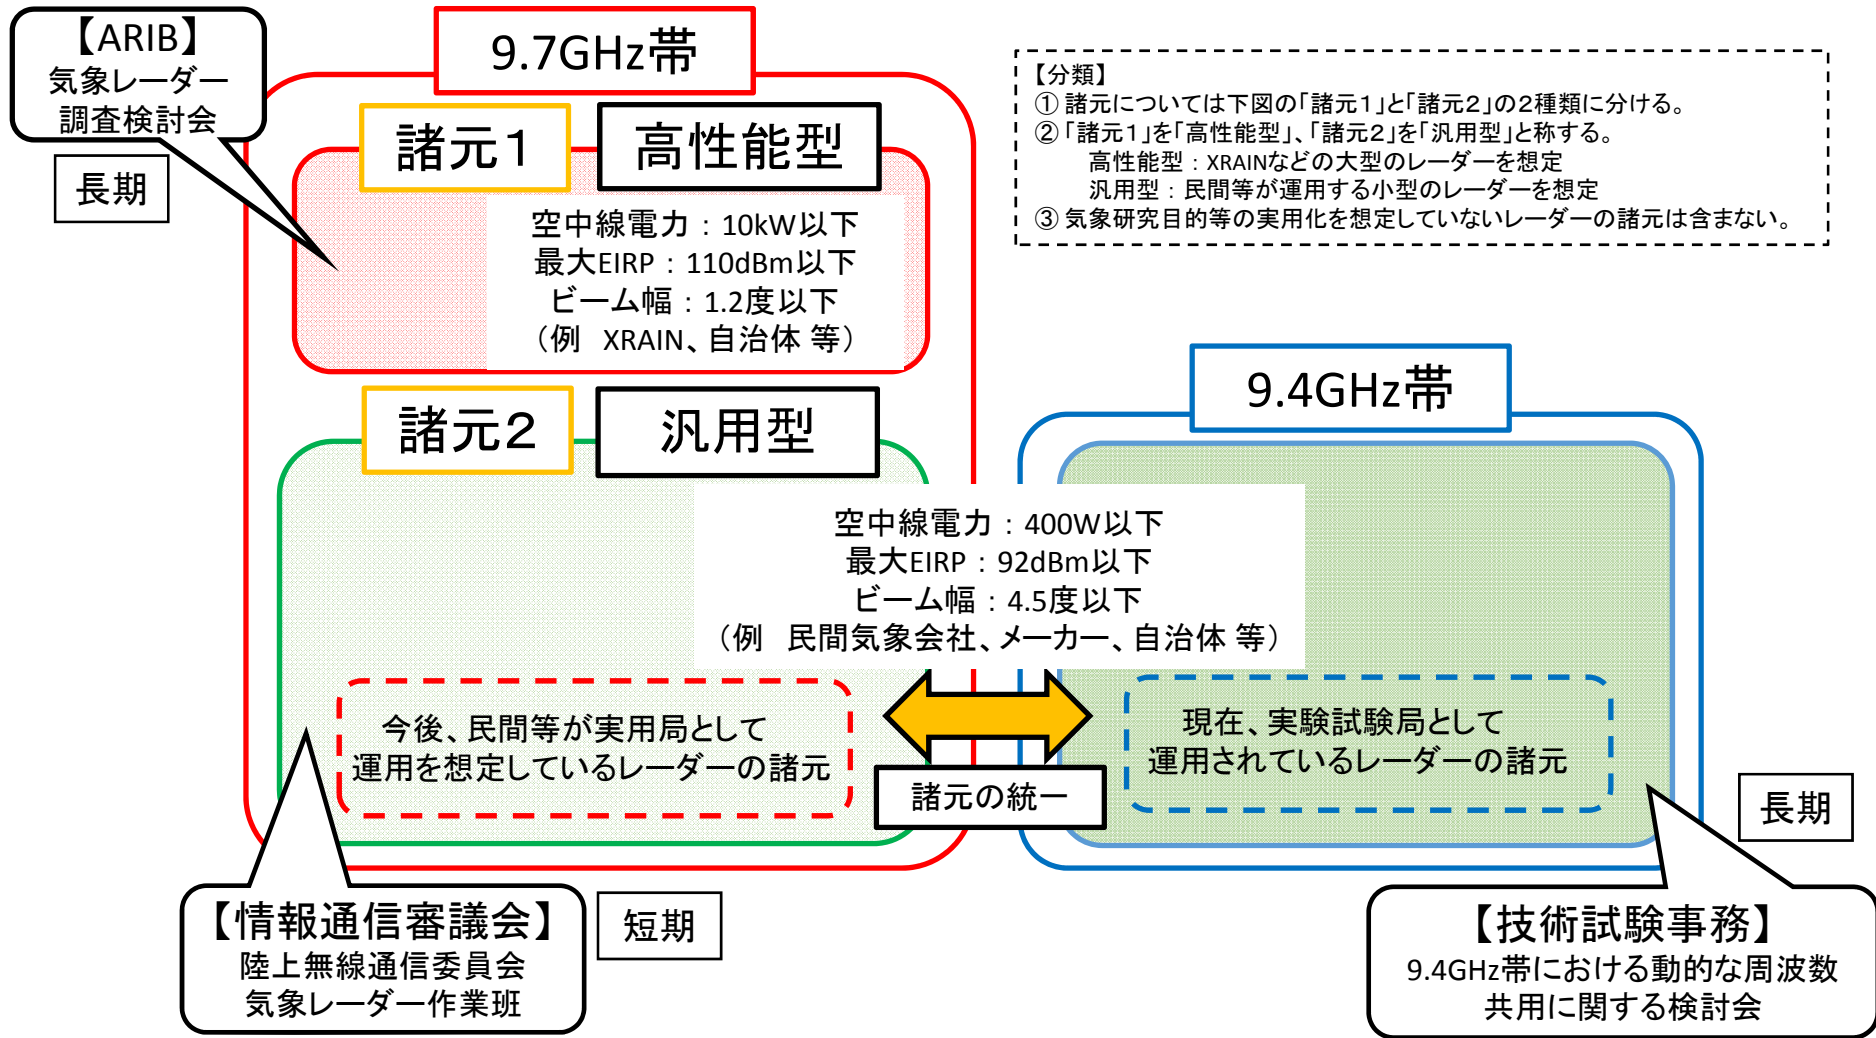 【ARIB】
気象レーダー
調査検討会
長期
9.7GHz帯
諸元1
高性能型
空中線電力：10kW以下
最大EIRP：110dBm以下
ビーム幅：1.2度以下
（例　XRAIN、自治体 等）
【分類】
① 諸元については下図の「諸元1」と「諸元2」の2種類に分ける。
② 「諸元1」を「高性能型」、「諸元2」を「汎用型」と称する。
高性能型：XRAINなどの大型のレーダーを想定
汎用型：民間等が運用する小型のレーダーを想定
③ 気象研究目的等の実用化を想定していないレーダーの諸元は含まない。
諸元2
汎用型
9.4GHz帯
空中線電力：400W以下
最大EIRP：92dBm以下
ビーム幅：4.5度以下
（例　民間気象会社、メーカー、自治体 等）
今後、民間等が実用局として
運用を想定しているレーダーの諸元
諸元の統一
現在、実験試験局として
運用されているレーダーの諸元
長期
【情報通信審議会】
陸上無線通信委員会
気象レーダー作業班
短期
【技術試験事務】
9.4GHz帯における動的な周波数
共用に関する検討会